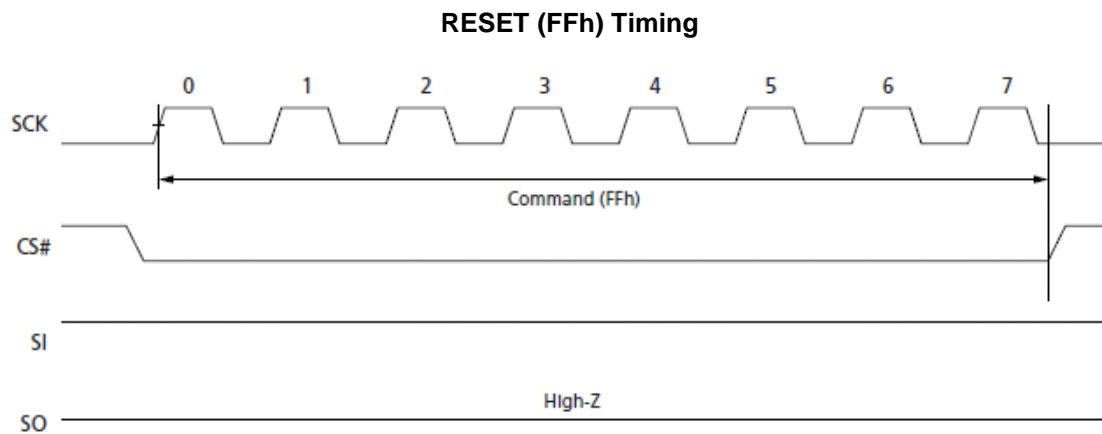 RESET (FFh) Timing
0 1 2 3 4 5 6 7
SCK
Command (FFh)
CS#
SI
High-Z
SO